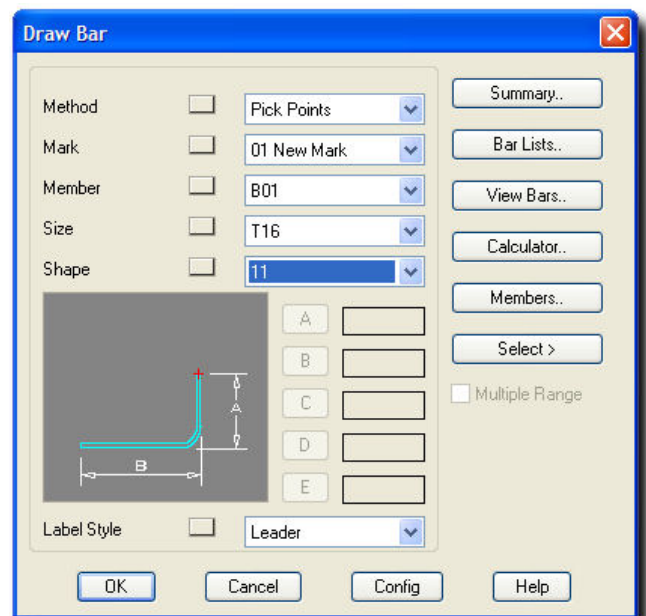 Draw Bar
Method Pick Points
Mark 01 New Mark
Member B01
Size T16
Shape 11
A
B
C
D
E
A
B
Label Style Leader
Summary..
Bar Lists..
View Bars..
Calculator..
Members..
Select >
Multiple Range
OK Cancel Config Help